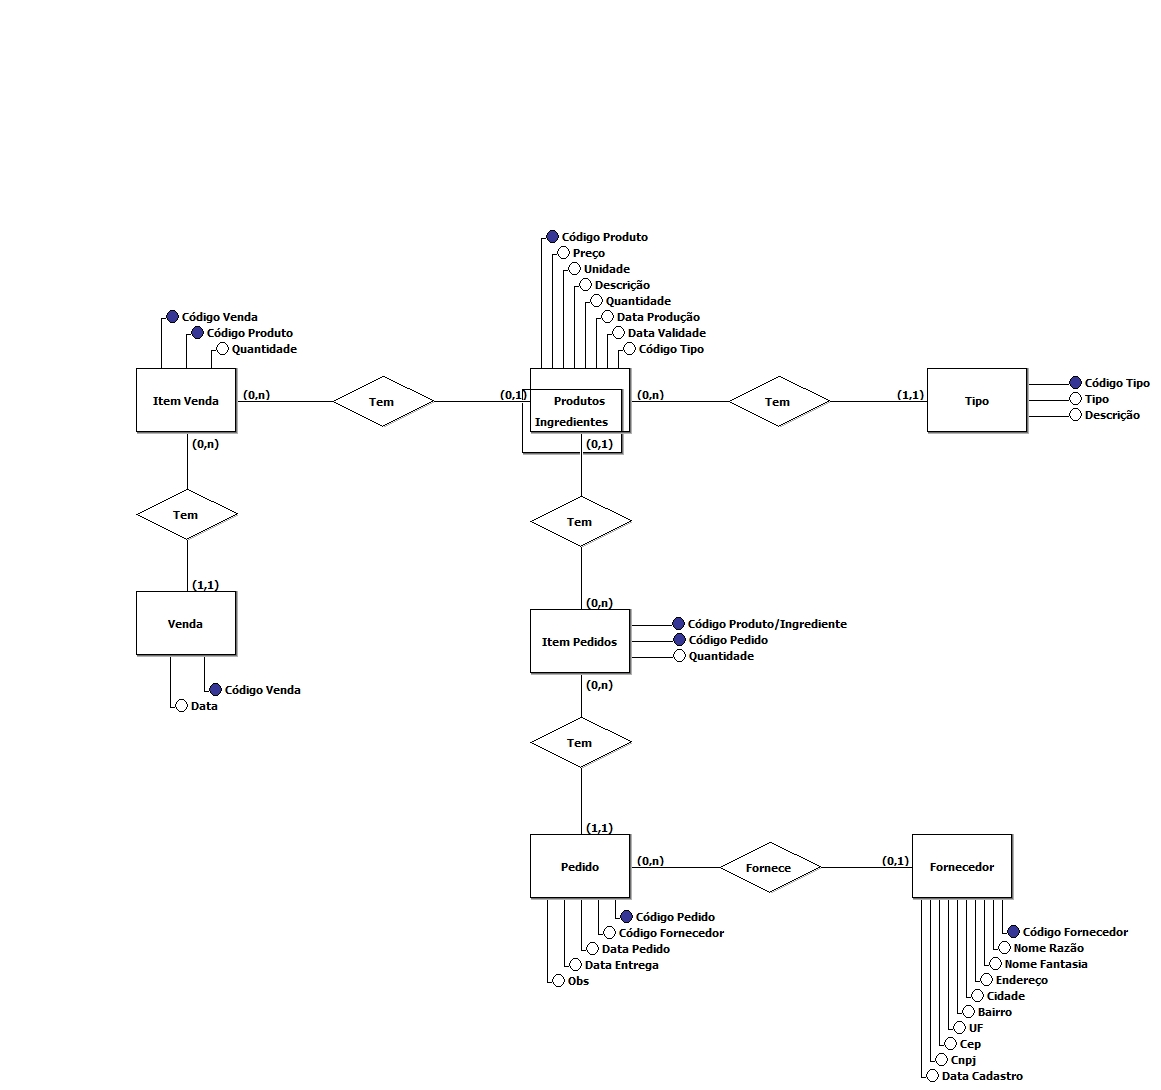 Código Produto
Preço
Unidade
Descrição
Quantidade
Data Produção
Data Validade
Código Tipo
Código Venda
Código Produto
Quantidade
Item Venda
(0,n)
Tem
(0,1)
Produtos
Ingredientes
(0,n)
Tem
(1,1)
Tipo
Código Tipo
Tipo
Descrição
(0,n)
Tem
(1,1)
Venda
Código Venda
Data
(0,1)
Tem
(0,n)
Item Pedidos
Código Produto/Ingrediente
Código Pedido
Quantidade
(0,n)
Tem
(1,1)
Pedido
(0,n)
Fornece
(0,1)
Fornecedor
Código Pedido
Código Fornecedor
Data Pedido
Data Entrega
Obs
Código Fornecedor
Nome Razão
Nome Fantasia
Endereço
Cidade
Bairro
UF
Cep
Cnpj
Data Cadastro